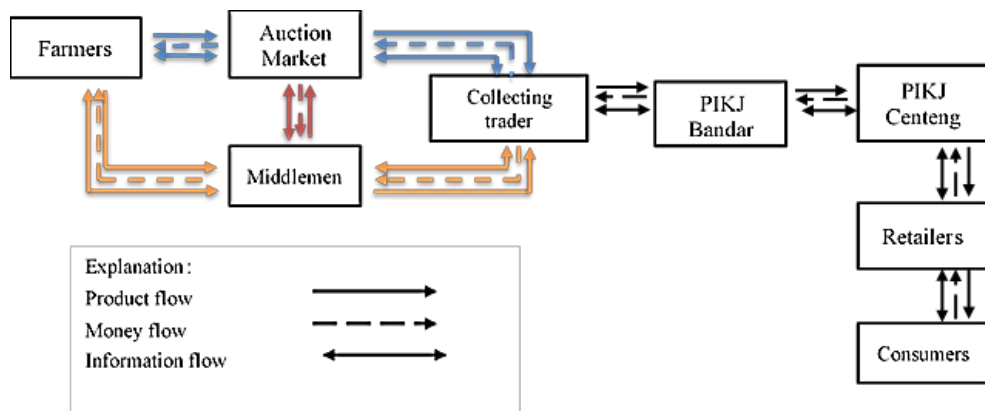 Farmers
Auction
Market
Collecting
trader
PIKJ
Bandar
PIKJ
Centeng
Middlemen
Retailers
Consumers
Explanation :
Product flow
Money flow
Information flow